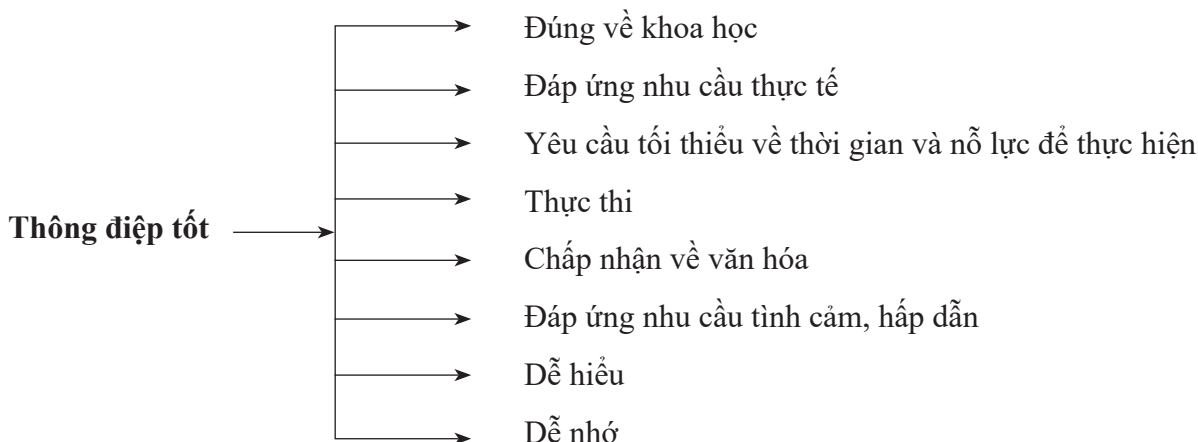 Đúng về khoa học
Đáp ứng nhu cầu thực tế
Yêu cầu tối thiểu về thời gian và nỗ lực để thực hiện
Thực thi
Thông điệp tốt
Chấp nhận về văn hóa
Đáp ứng nhu cầu tình cảm, hấp dẫn
Dễ hiểu
Dễ nhớ